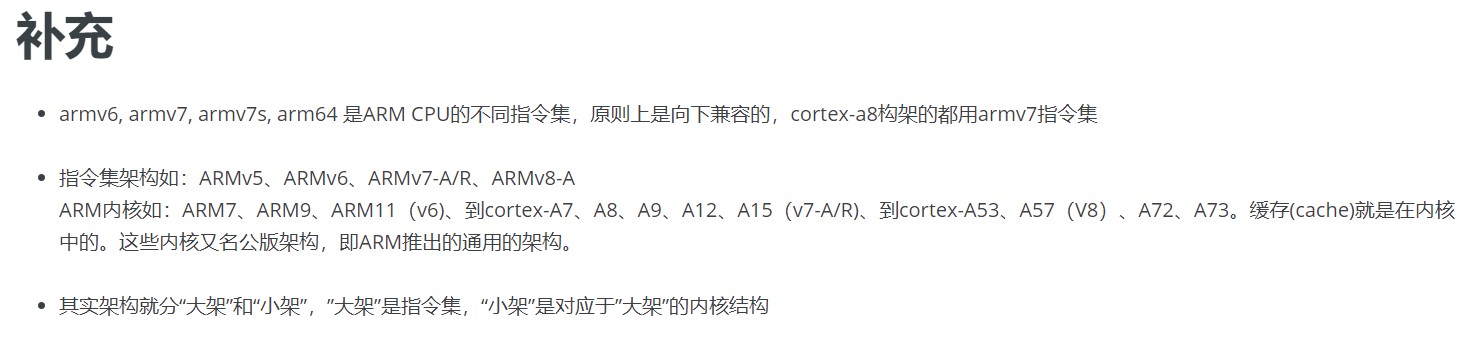 补充
armv6, armv7, armv7s, arm64 是ARM CPU的不同指令集，原则上是向下兼容的，cortex-a8构架的都用armv7指令集
指令集架构如：ARMv5、ARMv6、ARMv7-A/R、ARMv8-A
ARM内核如：ARM7、ARM9、ARM11（v6)、到cortex-A7、A8、A9、A12、A15（v7-A/R)、到cortex-A53、A57（V8）、A72、A73。缓存(cache)就是在内核
中的。这些内核又名公版架构，即ARM推出的通用的架构。
其实架构就分“大架”和“小架”，”大架”是指令集，“小架”是对应于”大架”的内核结构